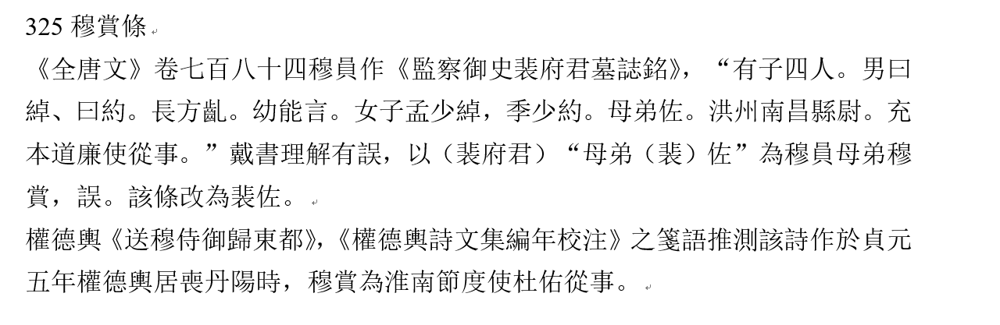 325 穆賞條
《全唐文》卷七百八十四穆員作《監察御史裴府君墓誌銘》，“有子四人。男曰
綽、曰約。長方齓。幼能言。女子孟少綽，季少約。母弟佐。洪州南昌縣尉。充
本道廉使從事。”戴書理解有誤，以（裴府君）“母弟（裴）佐”為穆員母弟穆
賞，誤。該條改為裴佐。
權德輿《送穆侍御歸東都》，《權德輿詩文集編年校注》之箋語推測該詩作於貞元
五年權德輿居喪丹陽時，穆賞為淮南節度使杜佑從事。